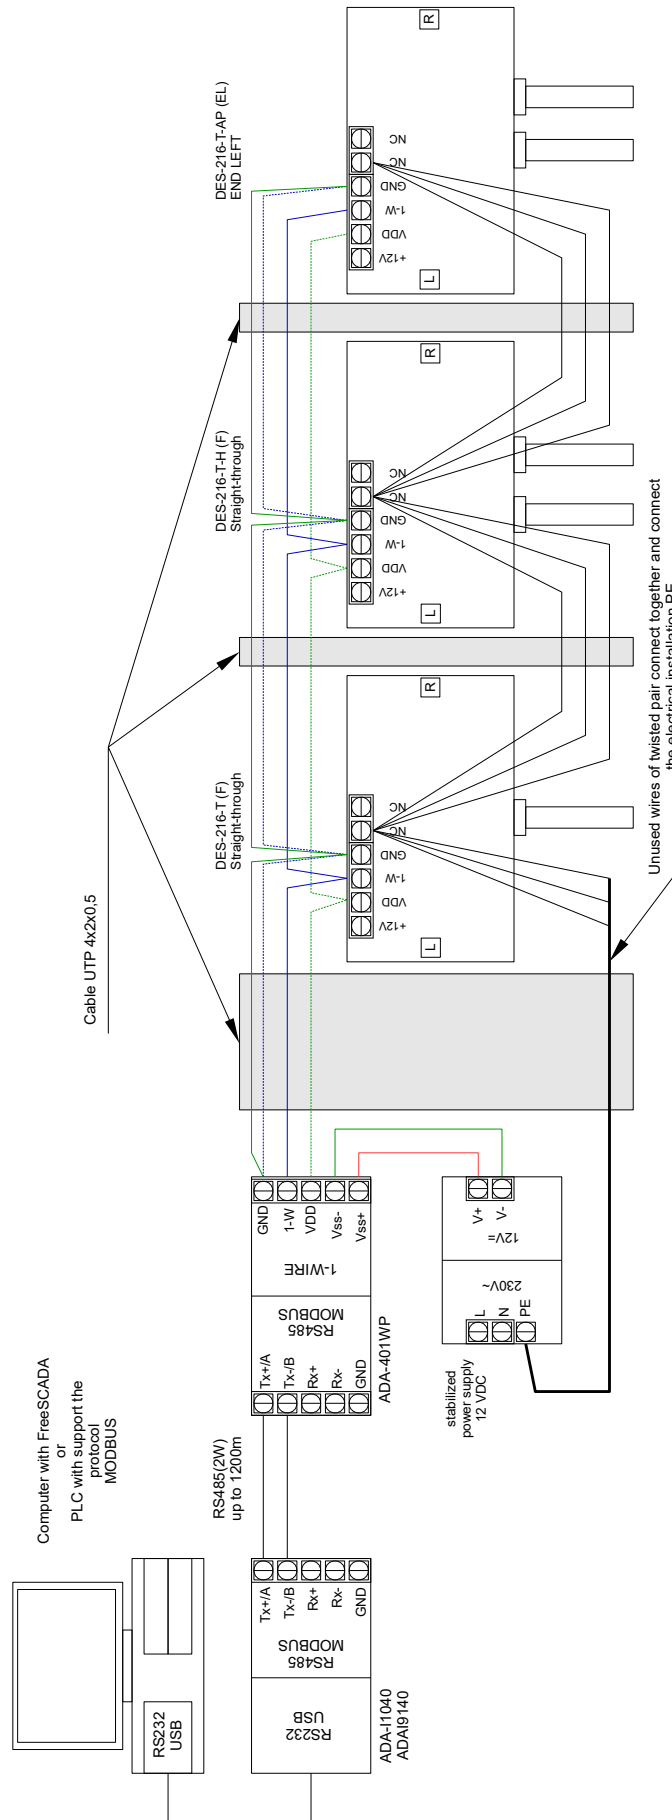 Computer with FreeSCADA
or
PLC with support the
protocol
MODBUS
RS232
USB
RS232
USB
RS485
MODBUS
Tx+/A
Tx-/B
Rx+
Rx-
GND
ADA-I1040
ADAI9140
RS485(2W)
up to 1200m
Tx+/A
Tx-/B
Rx+
Rx-
GND
RS485
MODBUS
1-WIRE
GND
1-W
VDD
Vss-
Vss+
ADA-401WP
stabilized
power supply
12 VDC
L
N
PE
230V~
12V=
V+
V-
Cable UTP 4x2x0,5
DES-216-T (F)
Straight-through
L
+12V
VDD
1-W
GND
NC
NC
R
DES-216-T-H (F)
Straight-through
L
+12V
VDD
1-W
GND
NC
NC
R
DES-216-T-AP (EL)
END LEFT
L
+12V
VDD
1-W
GND
NC
NC
R
Unused wires of twisted pair connect together and connect
the electrical installation PE